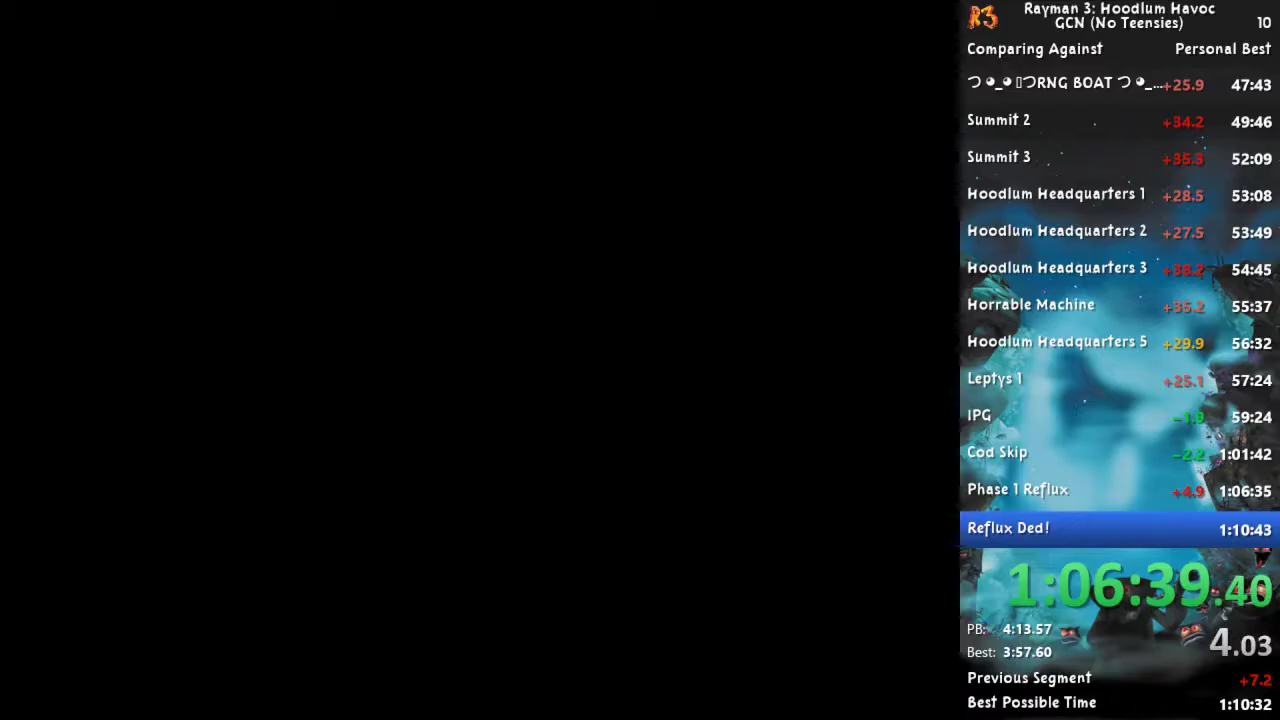 R3
Rayman 3: Hoodlum Havoc
GCN (No Teensies) 10
Comparing Against Personal Best
RNG BOAT +25.9 47:43
Summit 2 +34.2 49:46
Summit 3 +35.3 52:09
Hoodlum Headquarters 1 +28.5 53:08
Hoodlum Headquarters 2 +27.5 53:49
Hoodlum Headquarters 3 +38.2 54:45
Horrable Machine +35.2 55:37
Hoodlum Headquarters 5 +29.9 56:32
Leptys 1 +25.1 57:24
IPG 59:24
Cod Skip −2.2 1:01:42
Phase 1 Reflux +4.9 1:06:35
Reflux Ded! 1:10:43
1:06:39.40
PB: 4:13.57
4.03
Best: 3:57.60
Previous Segment +7.2
Best Possible Time 1:10:32